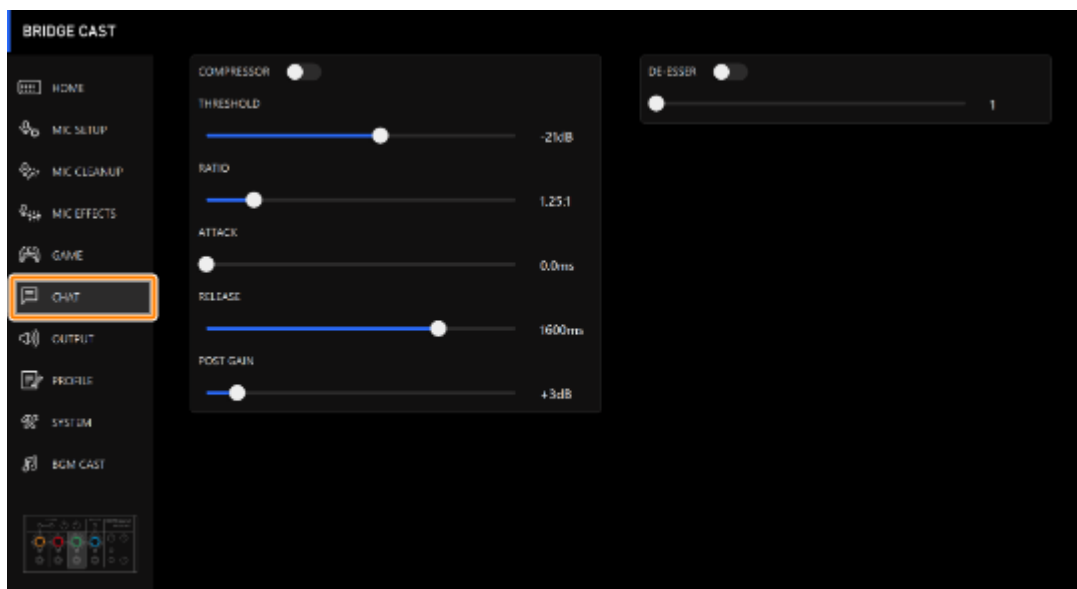 BRIDGE CAST
HOME
MIC SETUP
MIC CLEANUP
MIC EFFECTS
GAME
CHAT
OUTPUT
PROFILE
SYSTEM
BGM CAST
COMPRESSOR
THRESHOLD
-21dB
RATIO
1.25:1
ATTACK
0.0ms
RELEASE
1600ms
POST GAIN
+3dB
DE-ESSER
1